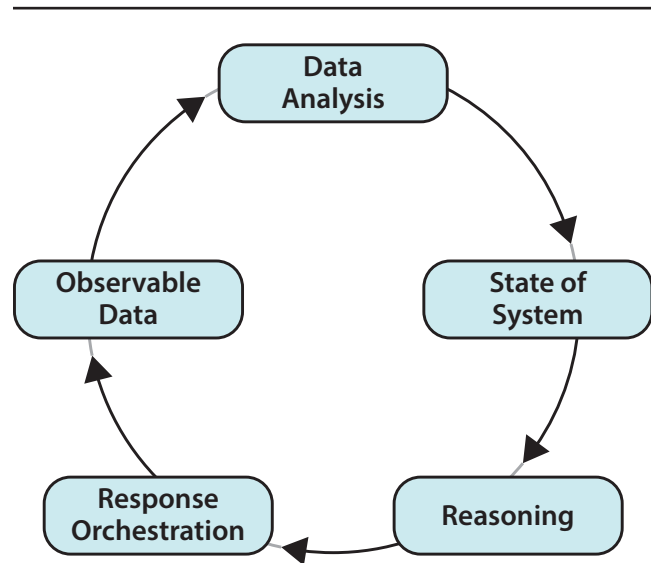 Data
Analysis
State of
System
Reasoning
Response
Orchestration
Observable
Data